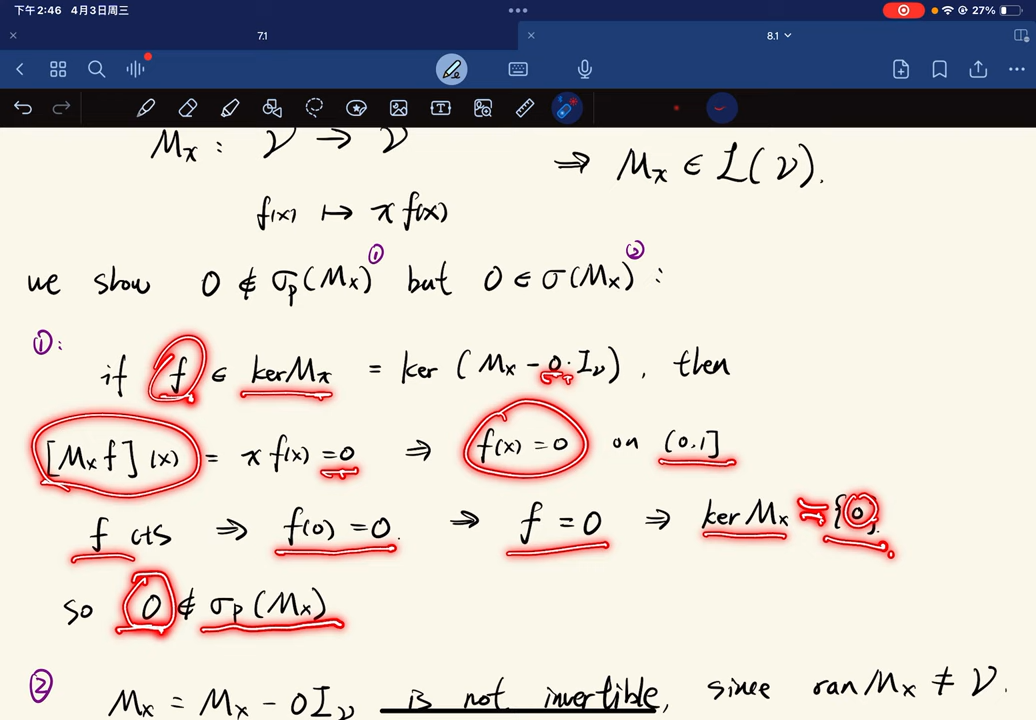 下午2:46 4月3日周三
27%
7.1
8.1
Mx : V → V
⇒ Mx ∈ L(V).
f(x) ↦ x f(x)
we show 0 ∉ σp(Mx)① but 0 ∈ σ(Mx)② :
①:
if f ∈ ker Mx = ker (Mx − 0·Iv) , then
[Mx f](x) = x f(x) = 0 ⇒ f(x) = 0 on (0.1]
f cts ⇒ f(0) = 0. ⇒ f = 0 ⇒ ker Mx = {0}.
so 0 ∉ σp(Mx)
② Mx = Mx − 0Iv is not invertible, since ran Mx ≠ V.